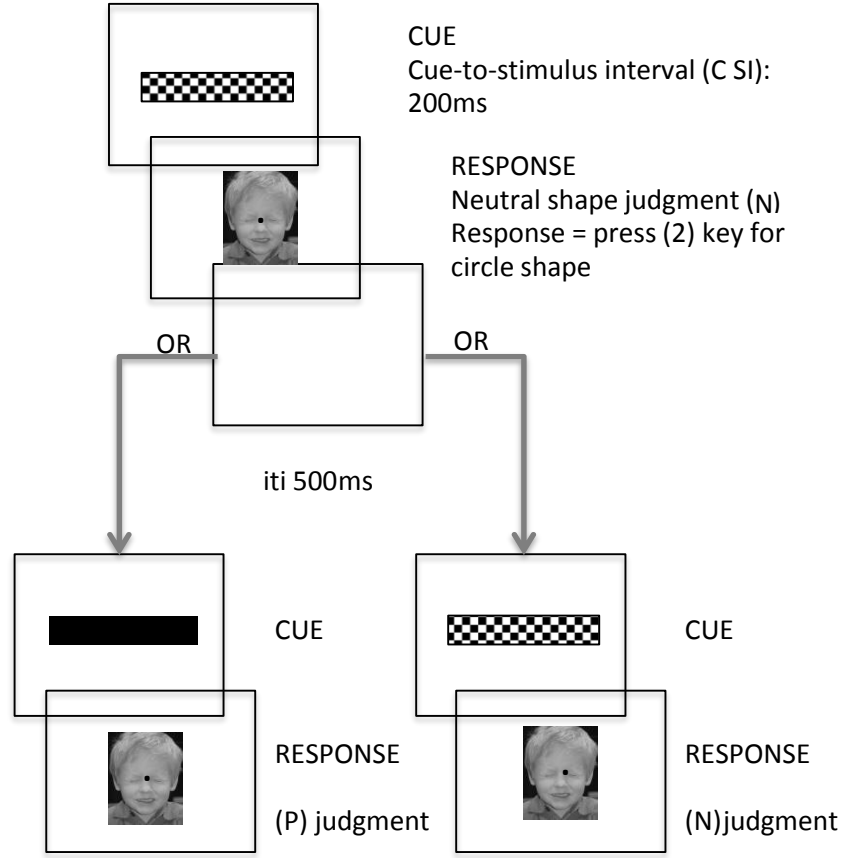 CUE
Cue-to-stimulus interval (C SI):
200ms
RESPONSE
Neutral shape judgment (N)
Response = press (2) key for
circle shape
OR
OR
iti 500ms
CUE
CUE
RESPONSE
RESPONSE
(P) judgment
(N)judgment